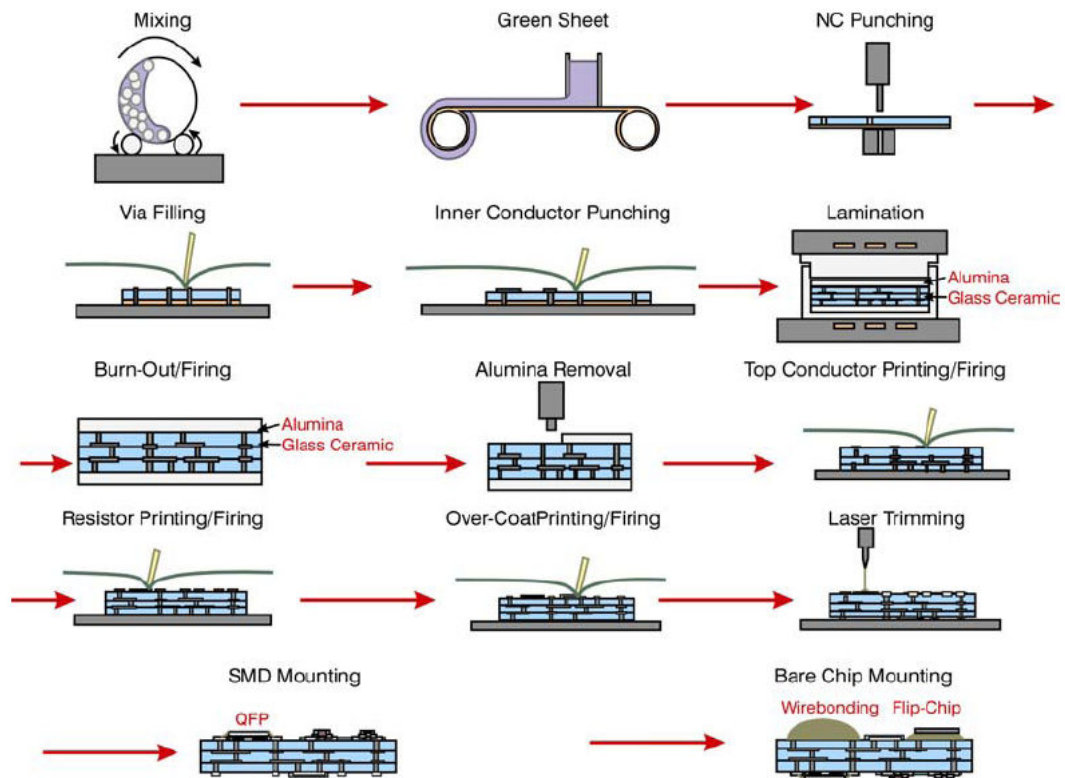 Mixing
Green Sheet
NC Punching
Via Filling
Inner Conductor Punching
Lamination
Alumina
Glass Ceramic
Burn-Out/Firing
Alumina Removal
Top Conductor Printing/Firing
Alumina
Glass Ceramic
Resistor Printing/Firing
Over-CoatPrinting/Firing
Laser Trimming
SMD Mounting
Bare Chip Mounting
QFP
Wirebonding
Flip-Chip